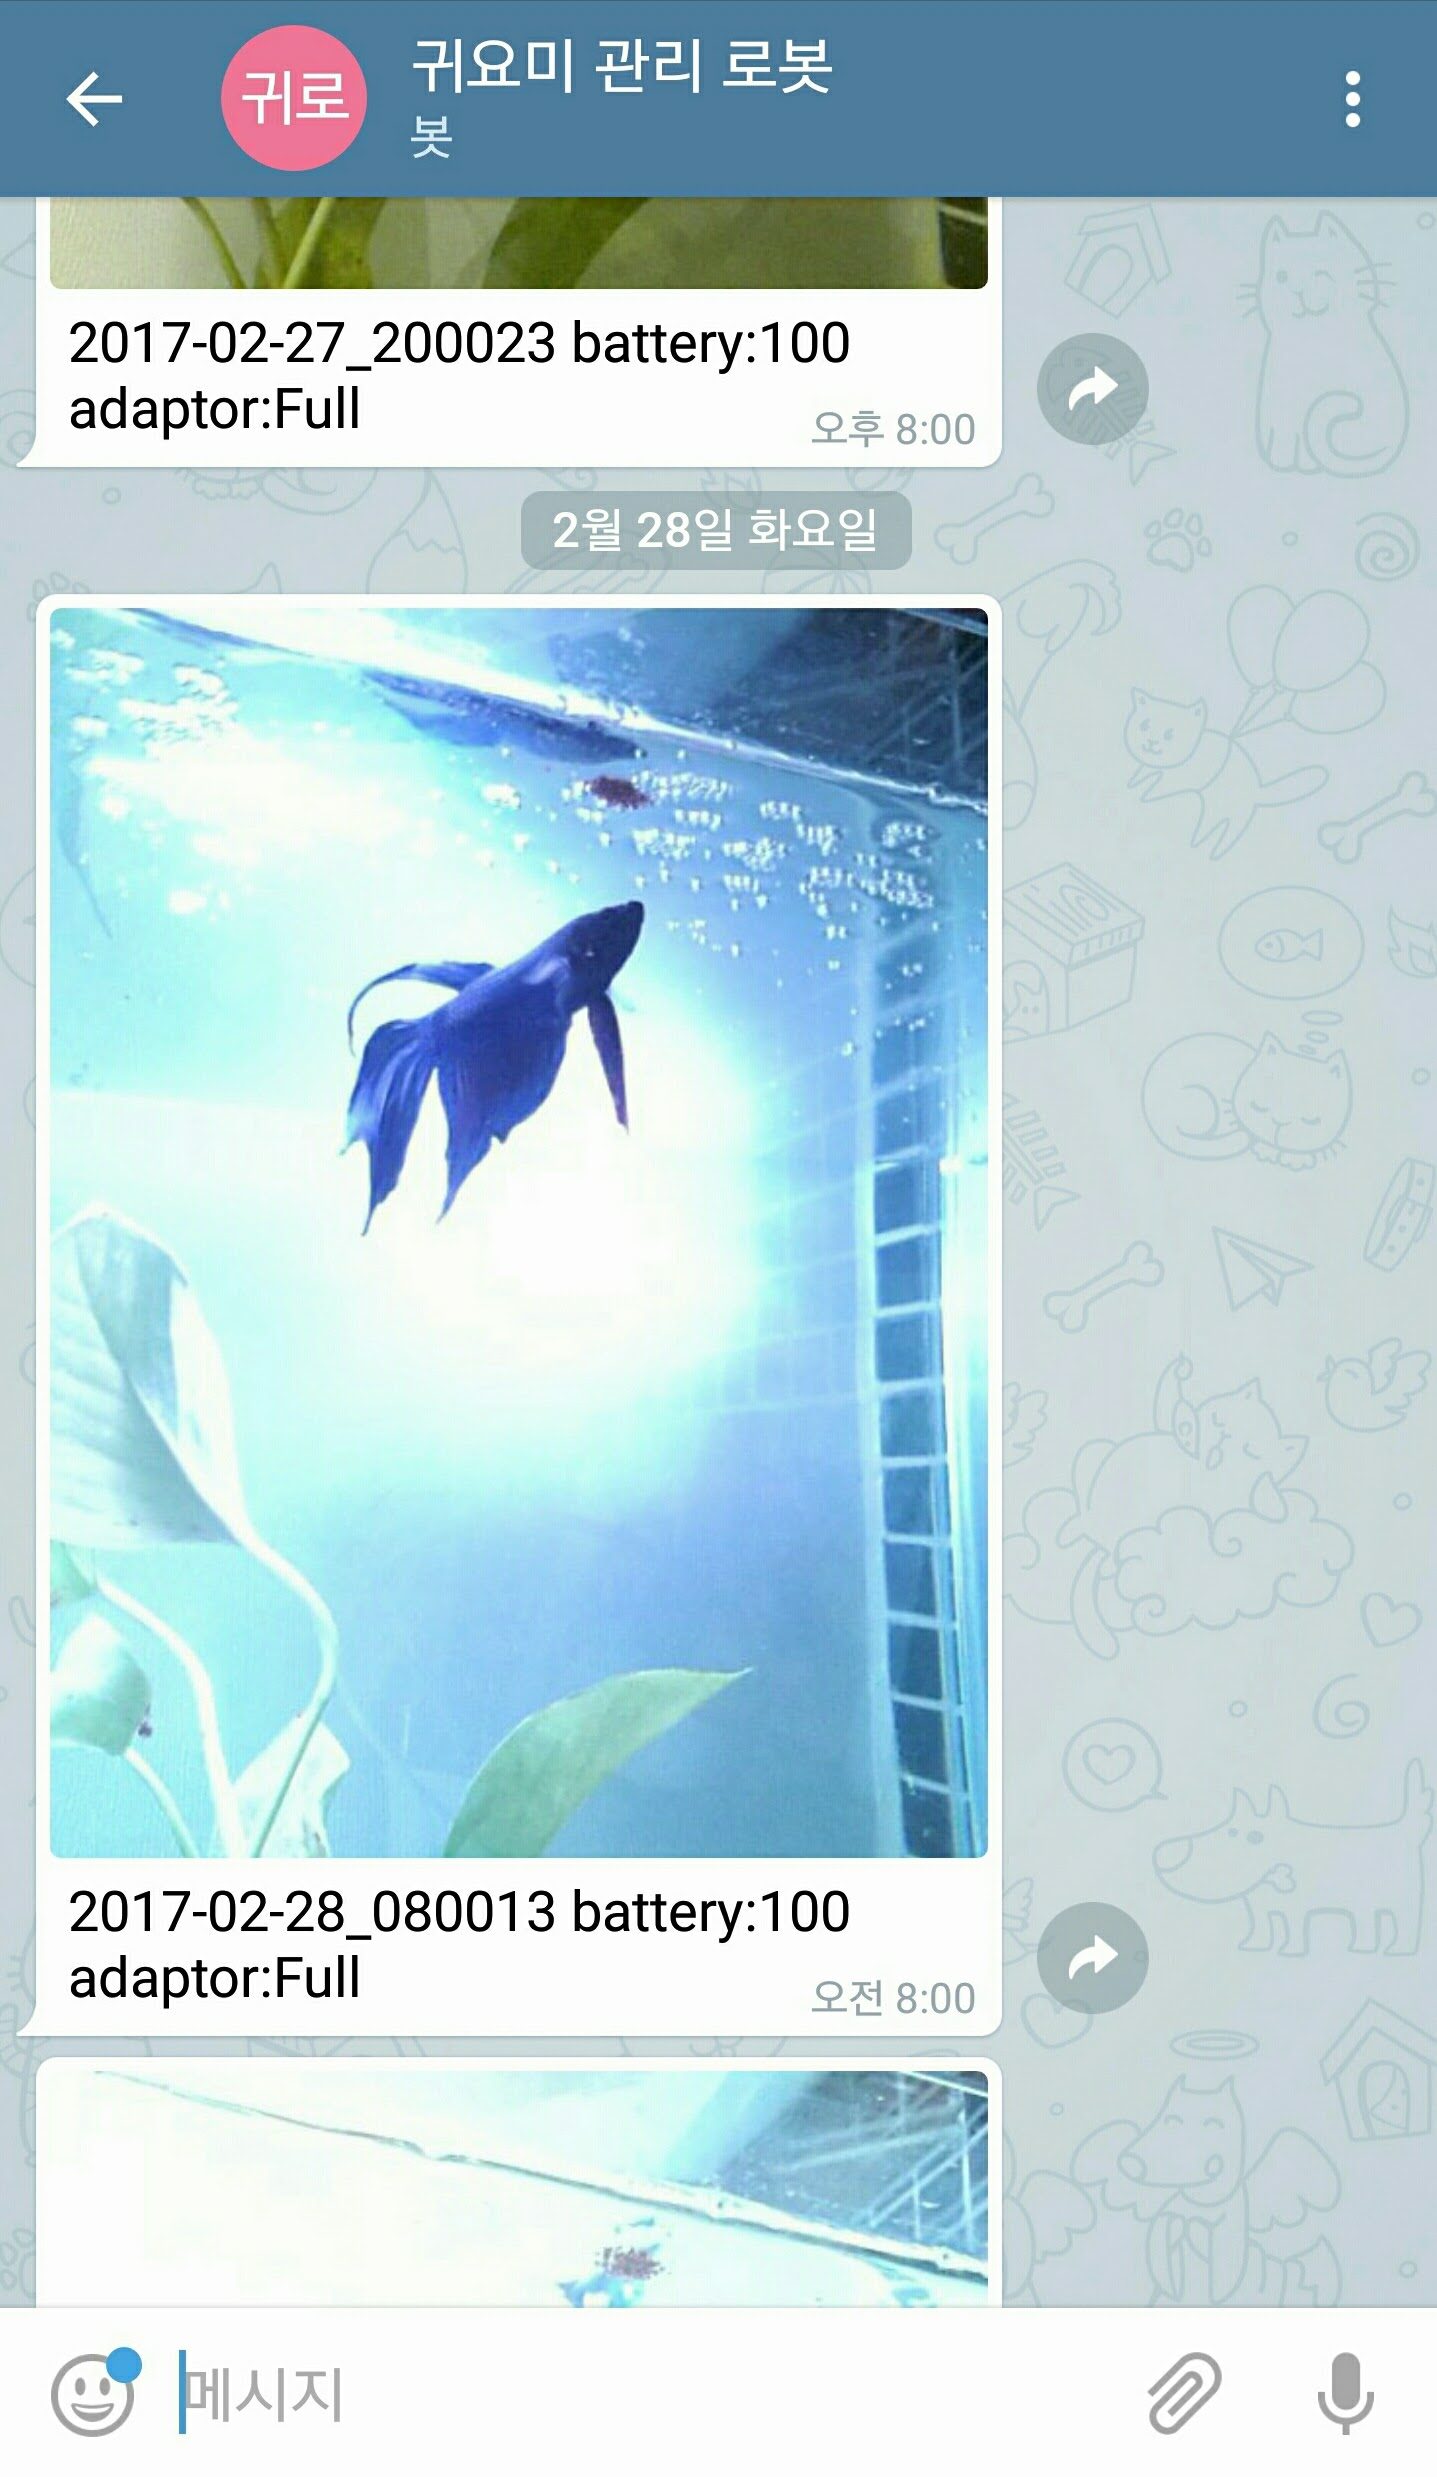 귀로
귀요미 관리 로봇
봇
2017-02-27_200023 battery:100
adaptor:Full
오후 8:00
2월 28일 화요일
2017-02-28_080013 battery:100
adaptor:Full
오전 8:00
메시지